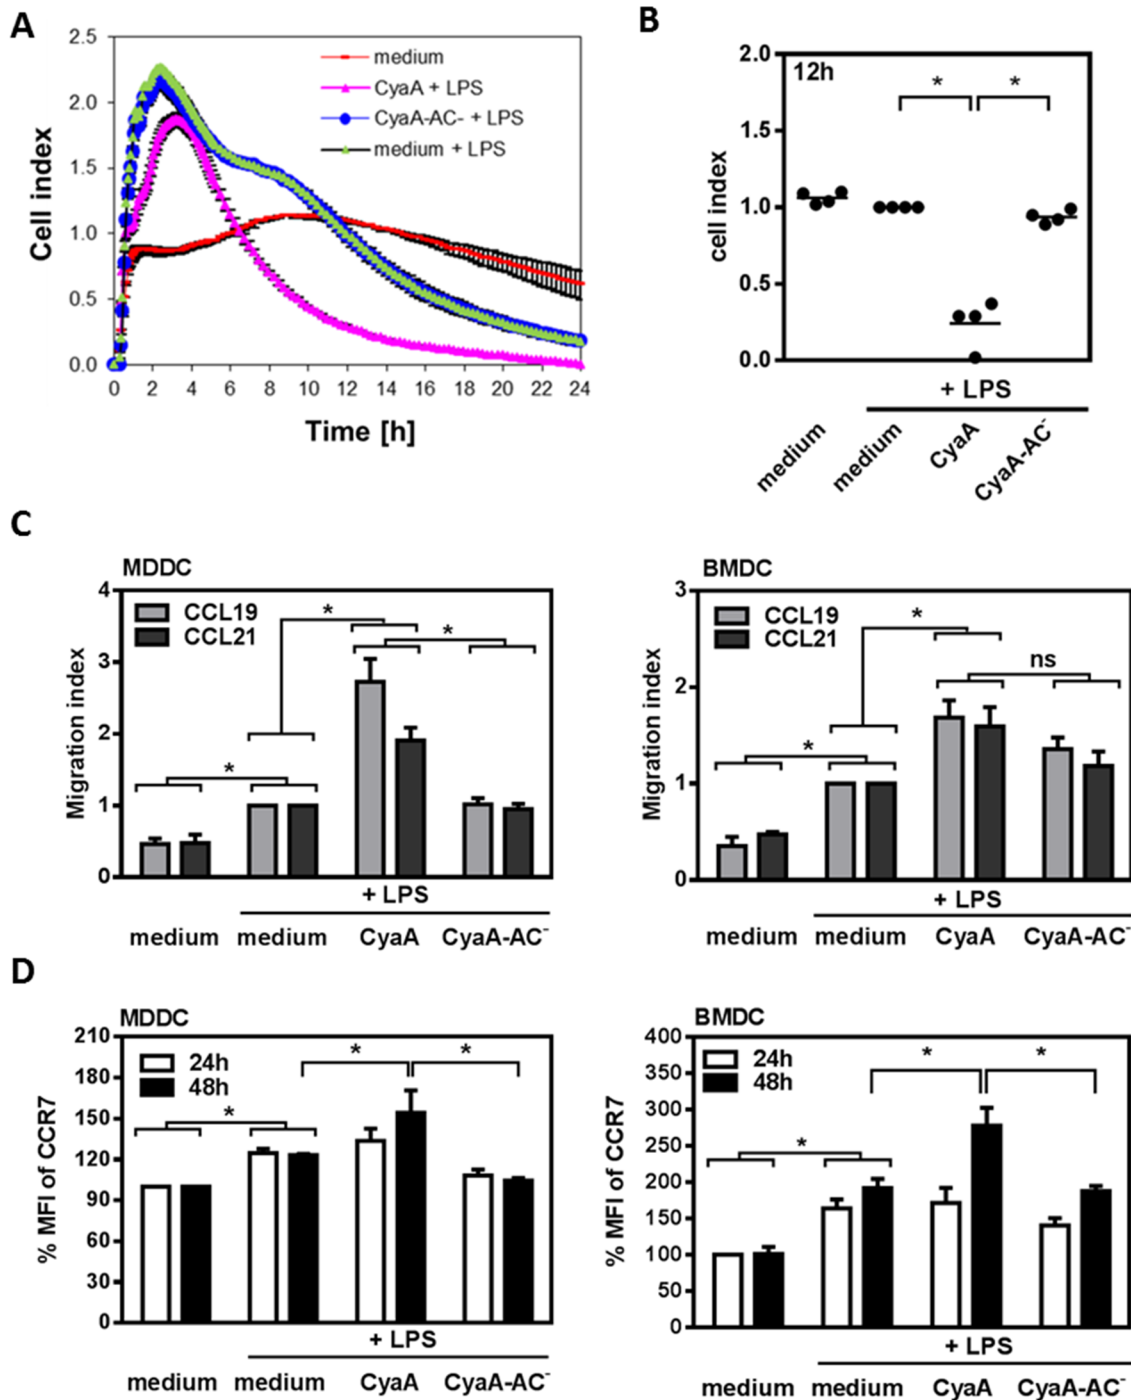 A
2.5
2.0
1.5
1.0
0.5
0.0
Cell index
medium
CyaA + LPS
CyaA-AC- + LPS
medium + LPS
0 2 4 6 8 10 12 14 16 18 20 22 24
Time [h]
B
2.0
1.5
1.0
0.5
0.0
cell index
12h
* *
+ LPS
medium
medium
CyaA
CyaA-AC-
C
MDDC
4
3
2
1
0
Migration index
CCL19
CCL21
*
*
*
+ LPS
medium medium CyaA CyaA-AC-
BMDC
3
2
1
0
Migration index
CCL19
CCL21
*
ns
*
+ LPS
medium medium CyaA CyaA-AC-
D
MDDC
210
180
150
120
90
60
30
0
% MFI of CCR7
24h
48h
* *
*
+ LPS
medium medium CyaA CyaA-AC-
BMDC
400
350
300
250
200
150
100
50
0
% MFI of CCR7
24h
48h
* *
*
+ LPS
medium medium CyaA CyaA-AC-